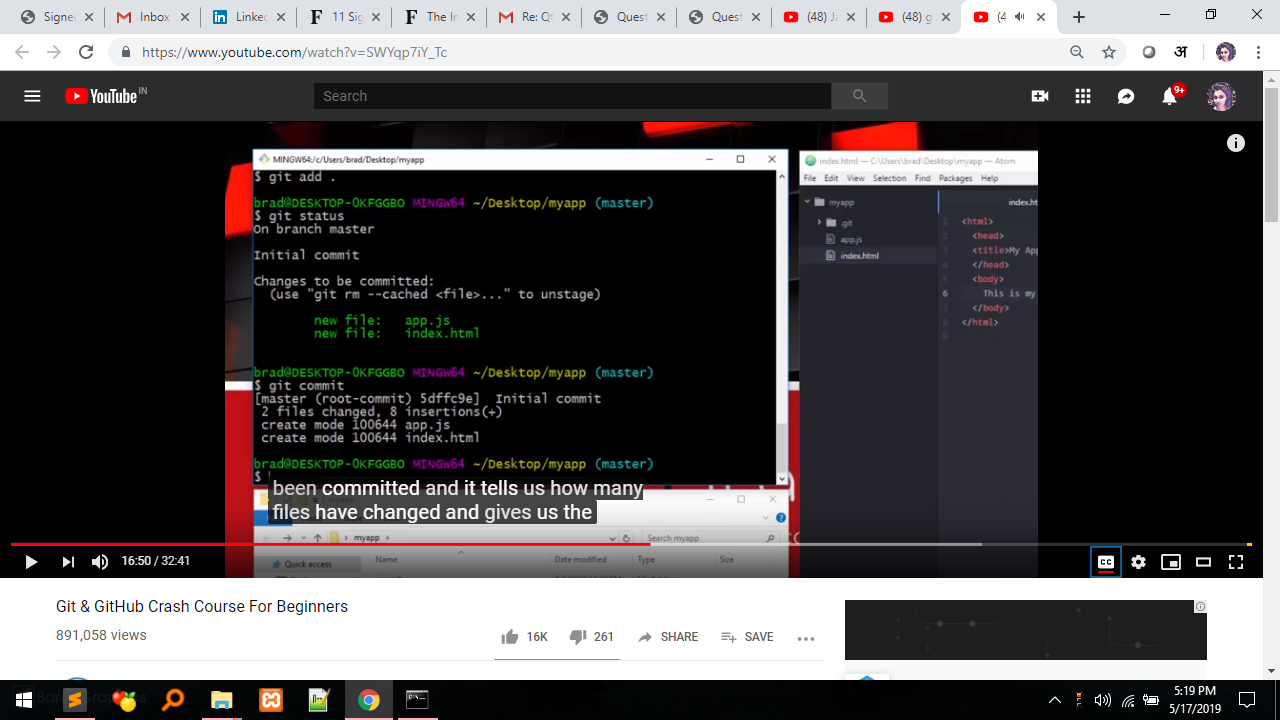 Signe
Inbox
Linked
11 Sig
The In
Re: Qt
Quest
Quest
(48) Ja
(48) g
(4
https://www.youtube.com/watch?v=SWYqp7iY_Tc
अ
YouTube IN
Search
9+
MINGW64:/c/Users/brad/Desktop/myapp
$ git add .
brad@DESKTOP-0KFGGBO MINGW64 ~/Desktop/myapp (master)
$ git status
On branch master
Initial commit
Changes to be committed:
(use "git rm --cached <file>..." to unstage)
new file: app.js
new file: index.html
brad@DESKTOP-0KFGGBO MINGW64 ~/Desktop/myapp (master)
$ git commit
[master (root-commit) 5dffc9e] Initial commit
2 files changed, 8 insertions(+)
create mode 100644 app.js
create mode 100644 index.html
brad@DESKTOP-0KFGGBO MINGW64 ~/Desktop/myapp (master)
$
index.html — C:\Users\brad\Desktop\myapp — Atom
File Edit View Selection Find Packages Help
myapp
.git
app.js
index.html
index.ht
1 <html>
2 <head>
3 <title>My App
4 </head>
5 <body>
6 This is my
7 </body>
8 </html>
9
been committed and it tells us how many
files have changed and gives us the
myapp
Search myapp
Quick access
Name Date modified Type Size
16:50 / 32:41
Git & GitHub Crash Course For Beginners
891,058 views
16K
261
SHARE
SAVE
5:19 PM
5/17/2019